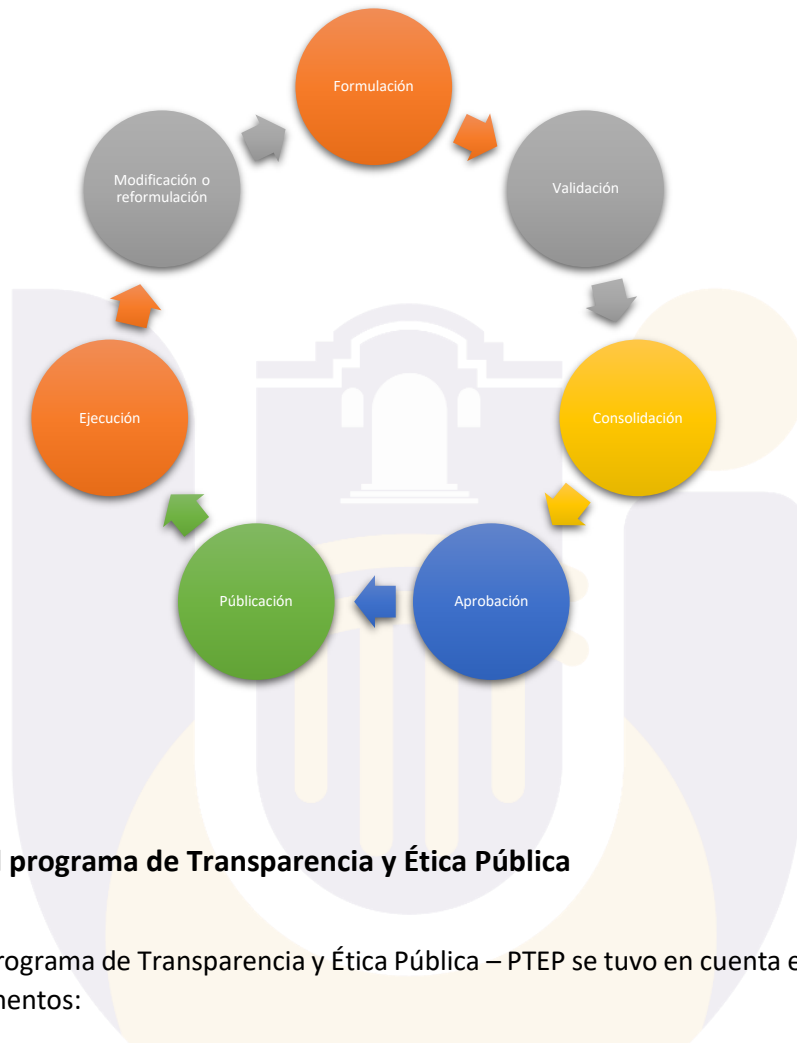 Formulación
Validación
Consolidación
Aprobación
Públicación
Ejecución
Modificación o
reformulación
programa de Transparencia y Ética Pública
rograma de Transparencia y Ética Pública – PTEP se tuvo en cuenta e
mentos: